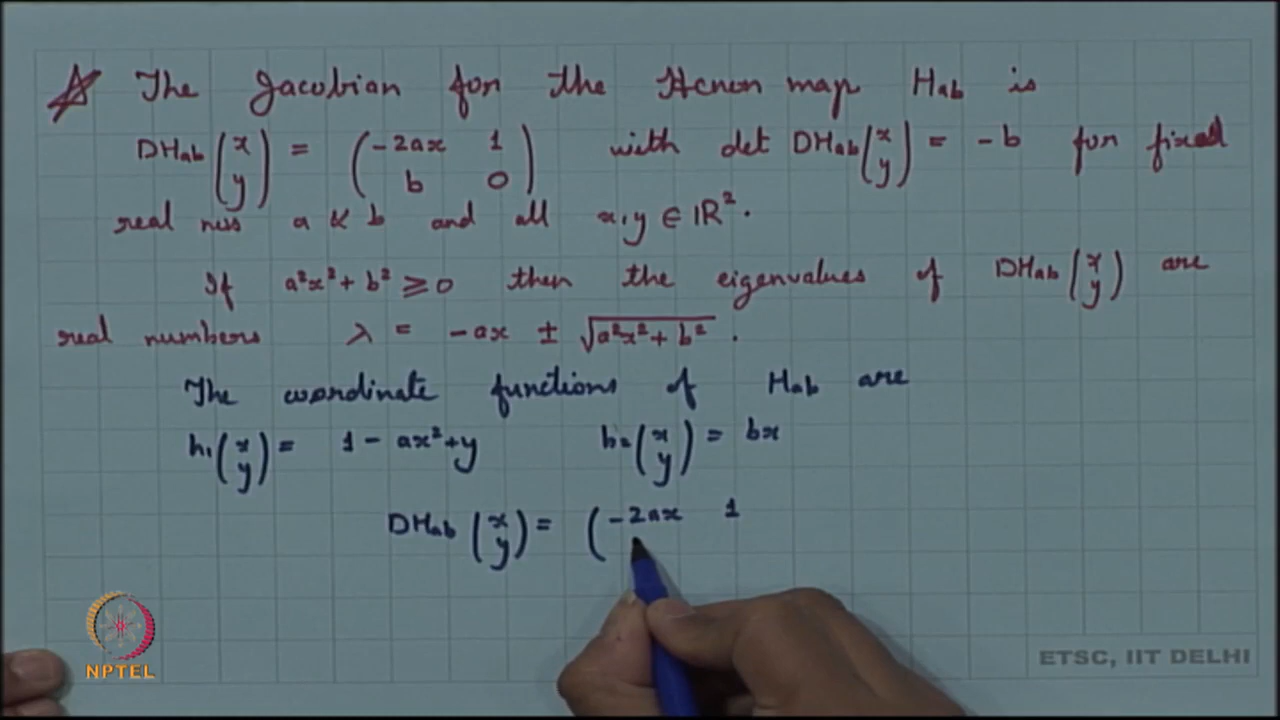 The Jacobian for the Henon map Hab is
DHab (x y) = (-2ax 1 b 0) with det DHab (x y) = -b for fixed
real nos a & b and all x, y ∈ ℝ².
If a²x² + b² ⩾ 0 then the eigenvalues of DHab (x y) are
real numbers λ = -ax ± √a²x² + b² .
The coordinate functions of Hab are
h₁ (x y) = 1 - ax² + y h₂ (x y) = bx
DHab (x y) = (-2ax 1
NPTEL
ETSC, IIT DELHI